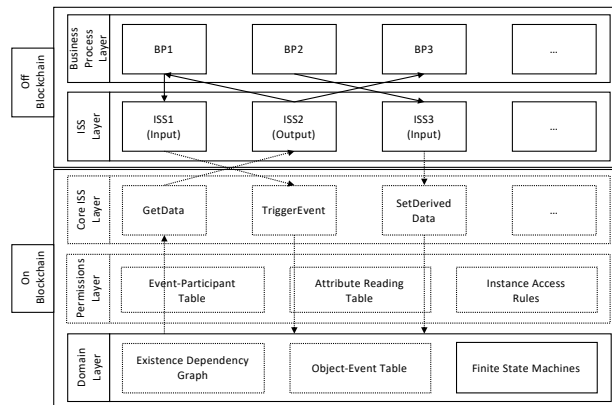 Off
Blockchain
Business
Process
Layer
BP1
BP2
BP3
...
ISS
Layer
ISS1
(Input)
ISS2
(Output)
ISS3
(Input)
...
On
Blockchain
Core ISS
Layer
GetData
TriggerEvent
SetDerived
Data
...
Permissions
Layer
Event-Participant
Table
Attribute Reading
Table
Instance Access
Rules
Domain
Layer
Existence Dependency
Graph
Object-Event Table
Finite State Machines